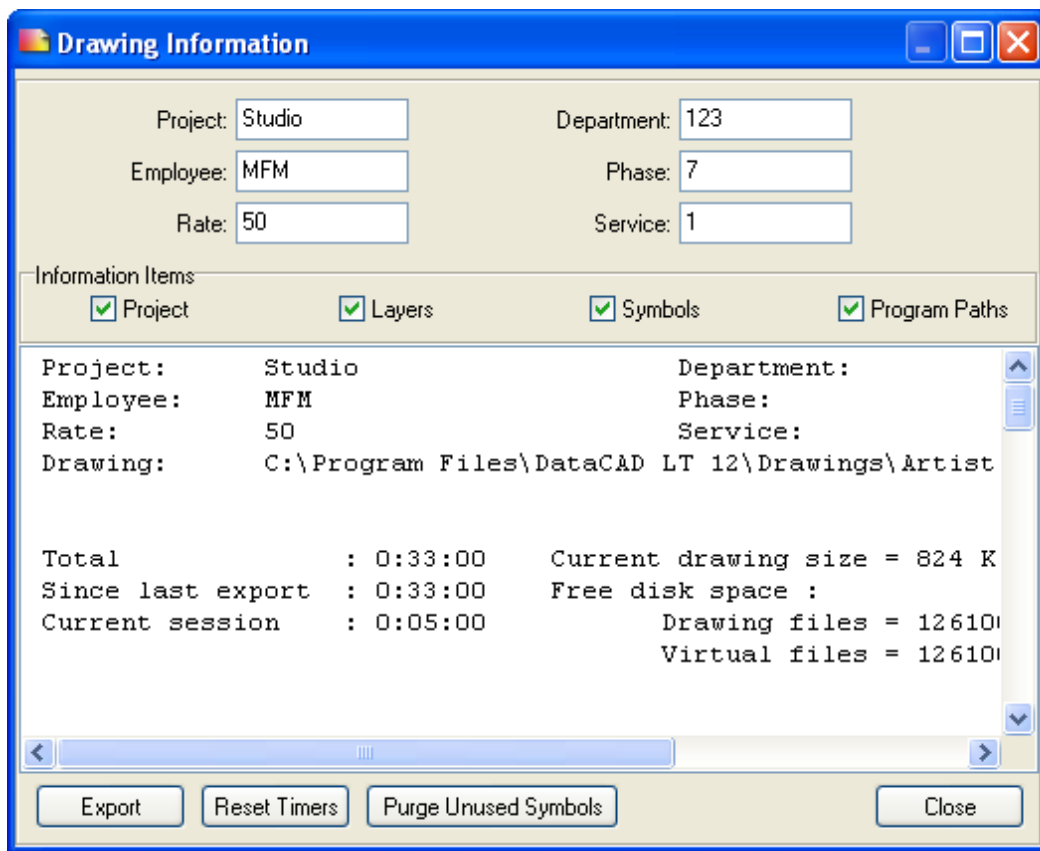 Drawing Information
Project: Studio Department: 123
Employee: MFM Phase: 7
Rate: 50 Service: 1
Information Items
Project Layers Symbols Program Paths
Project: Studio Department:
Employee: MFM Phase:
Rate: 50 Service:
Drawing: C:\Program Files\DataCAD LT 12\Drawings\Artist
Total : 0:33:00 Current drawing size = 824 K
Since last export : 0:33:00 Free disk space :
Current session : 0:05:00 Drawing files = 12610
Virtual files = 12610
Export Reset Timers Purge Unused Symbols Close